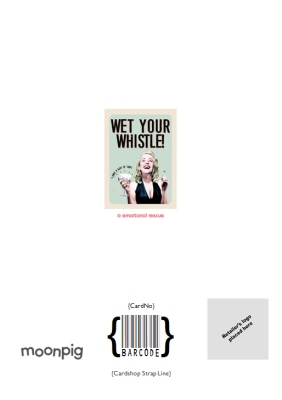 WET YOUR
WHISTLE!
emotional rescue
{CardNo}
{BARCODE}
moonpig
Retailer's logo
placed here
{Cardshop Strap Line}